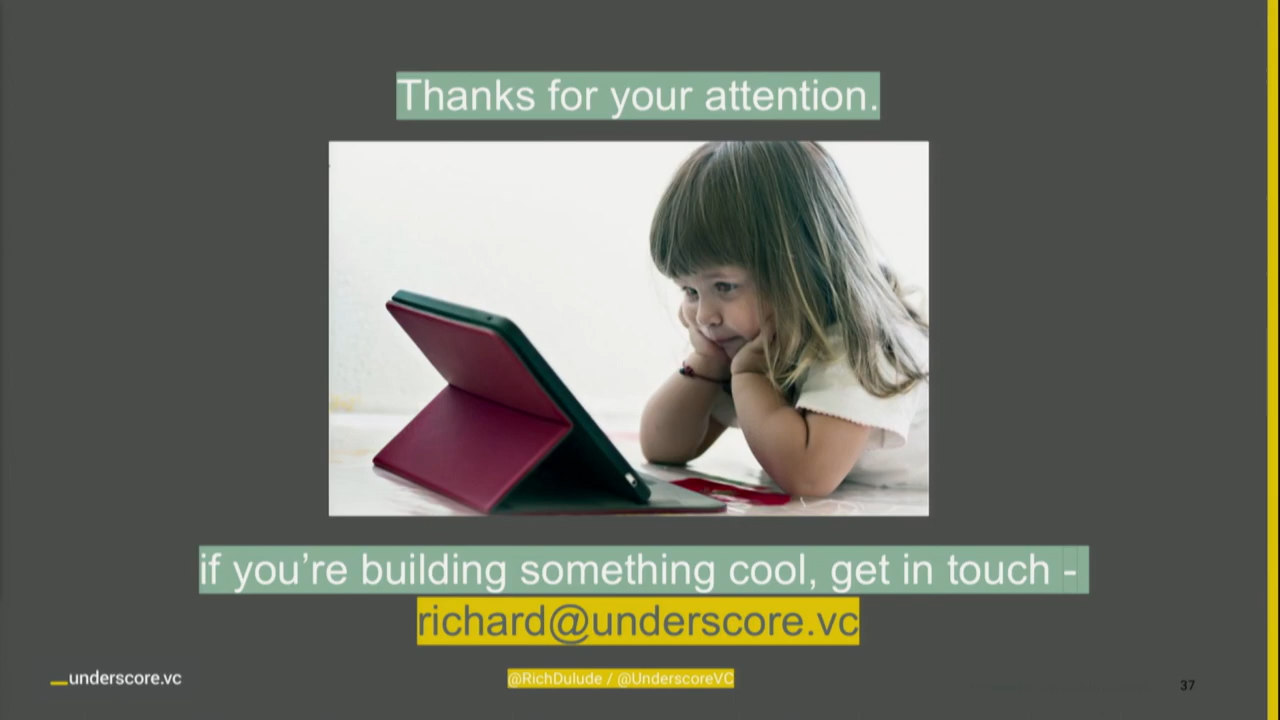 Thanks for your attention.
if you’re building something cool, get in touch -
richard@underscore.vc
_underscore.vc
@RichDulude / @UnderscoreVC
37